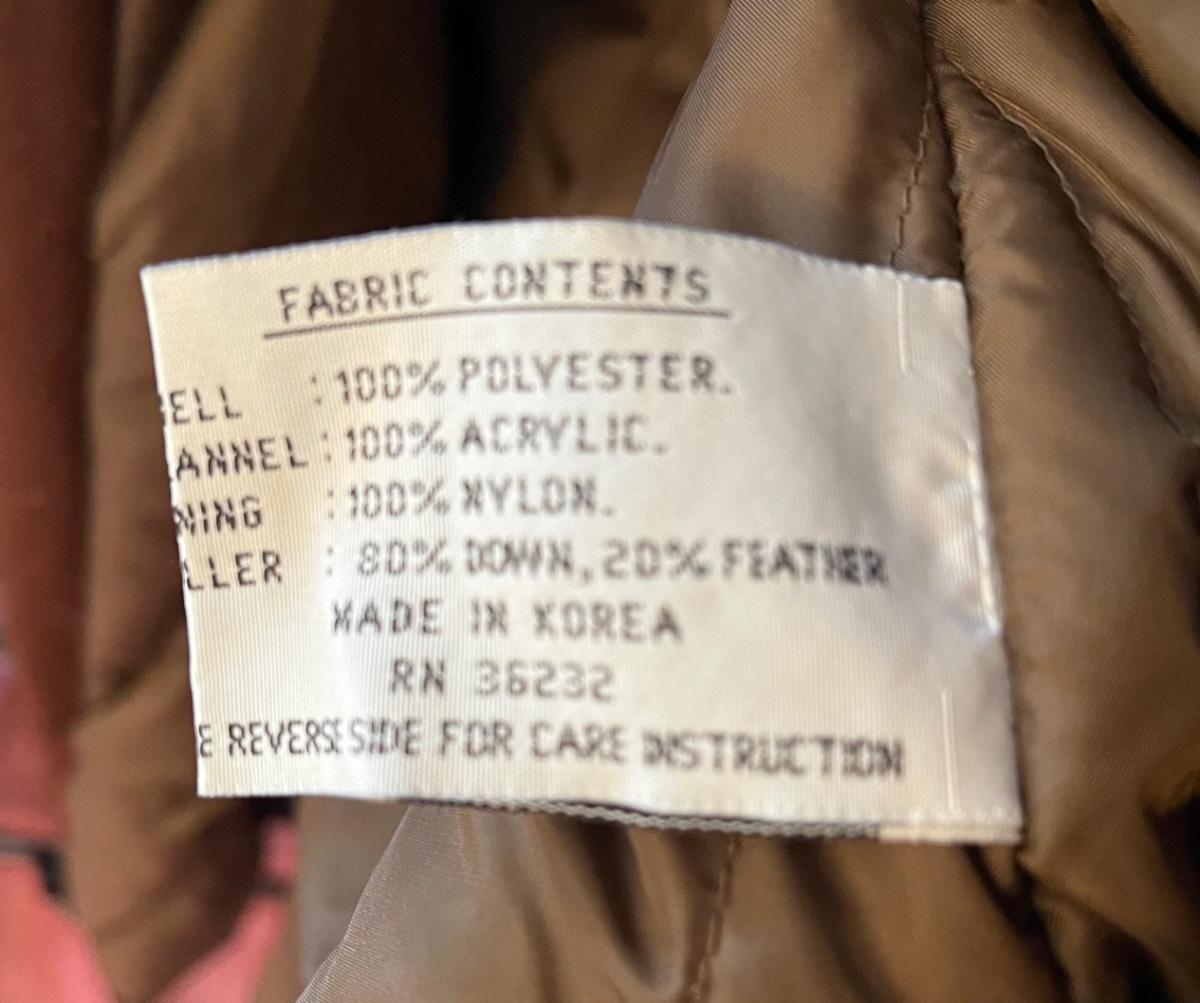 FABRIC CONTENTS
ELL : 100% POLYESTER.
ANNEL : 100% ACRYLIC.
NING : 100% NYLON.
LLER : 80% DOWN, 20% FEATHER
MADE IN KOREA
RN 36232
E REVERSE SIDE FOR CARE INSTRUCTION